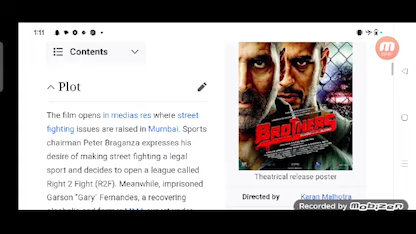 1:11
Contents
Plot
The film opens in medias res where street
fighting issues are raised in Mumbai. Sports
chairman Peter Braganza expresses his
desire of making street fighting a legal
sport and decides to open a league called
Right 2 Fight (R2F). Meanwhile, imprisoned
Garson "Gary" Fernandes, a recovering
BROTHERS
Theatrical release poster
Directed by Karan Malhotra
Recorded by mobizen